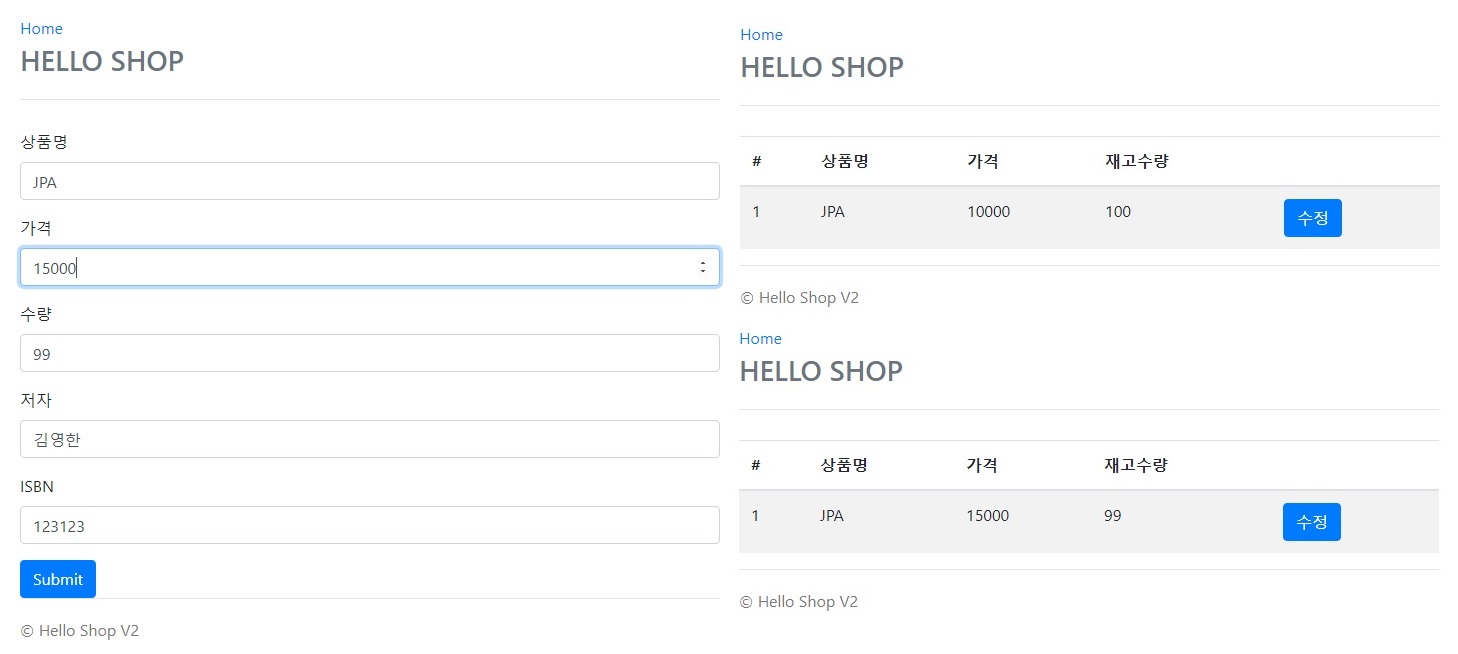 Home
HELLO SHOP
상품명
JPA
가격
15000
수량
99
저자
김영한
ISBN
123123
Submit
© Hello Shop V2
Home
HELLO SHOP
# 상품명 가격 재고수량
1 JPA 10000 100 수정
© Hello Shop V2
Home
HELLO SHOP
# 상품명 가격 재고수량
1 JPA 15000 99 수정
© Hello Shop V2